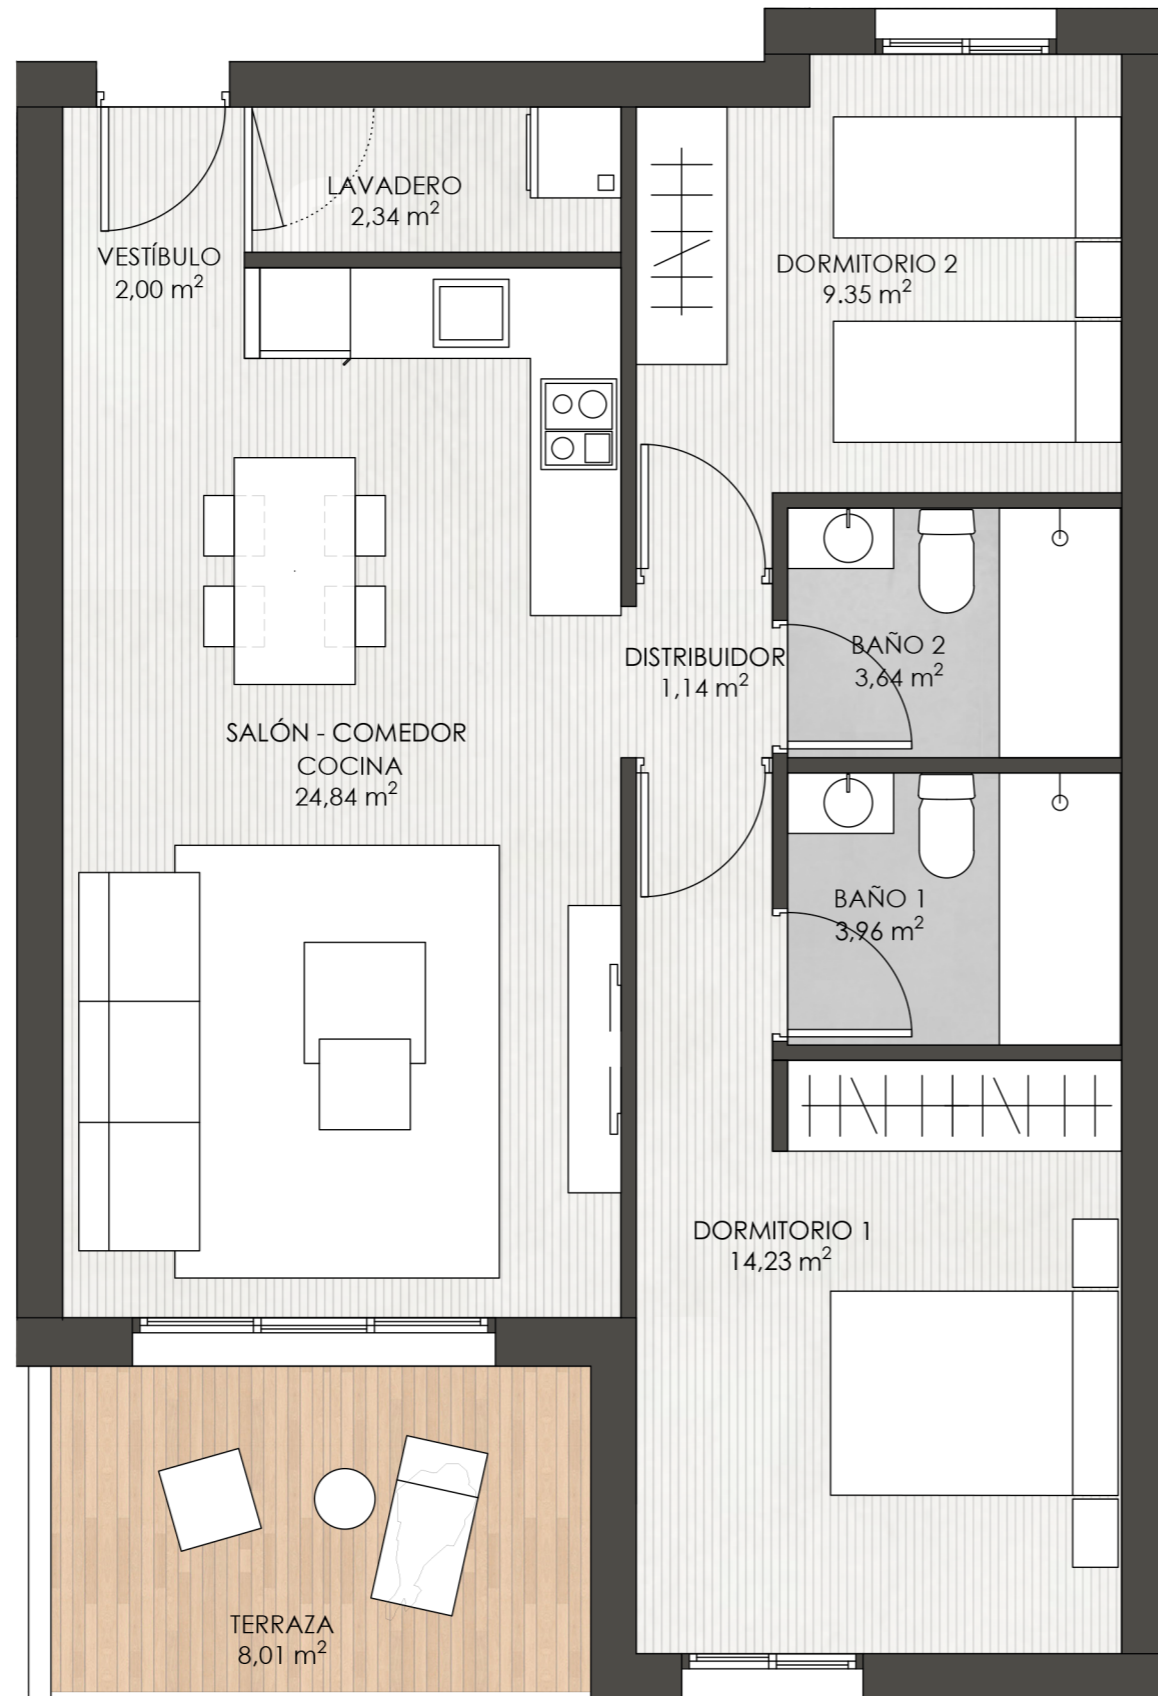 LAVADERO
2,34 m²
VESTÍBULO
2,00 m²
DORMITORIO 2
9.35 m²
DISTRIBUIDOR
1,14 m²
BAÑO 2
3,64 m²
SALÓN - COMEDOR
COCINA
24,84 m²
BAÑO 1
3,96 m²
DORMITORIO 1
14,23 m²
TERRAZA
8,01 m²